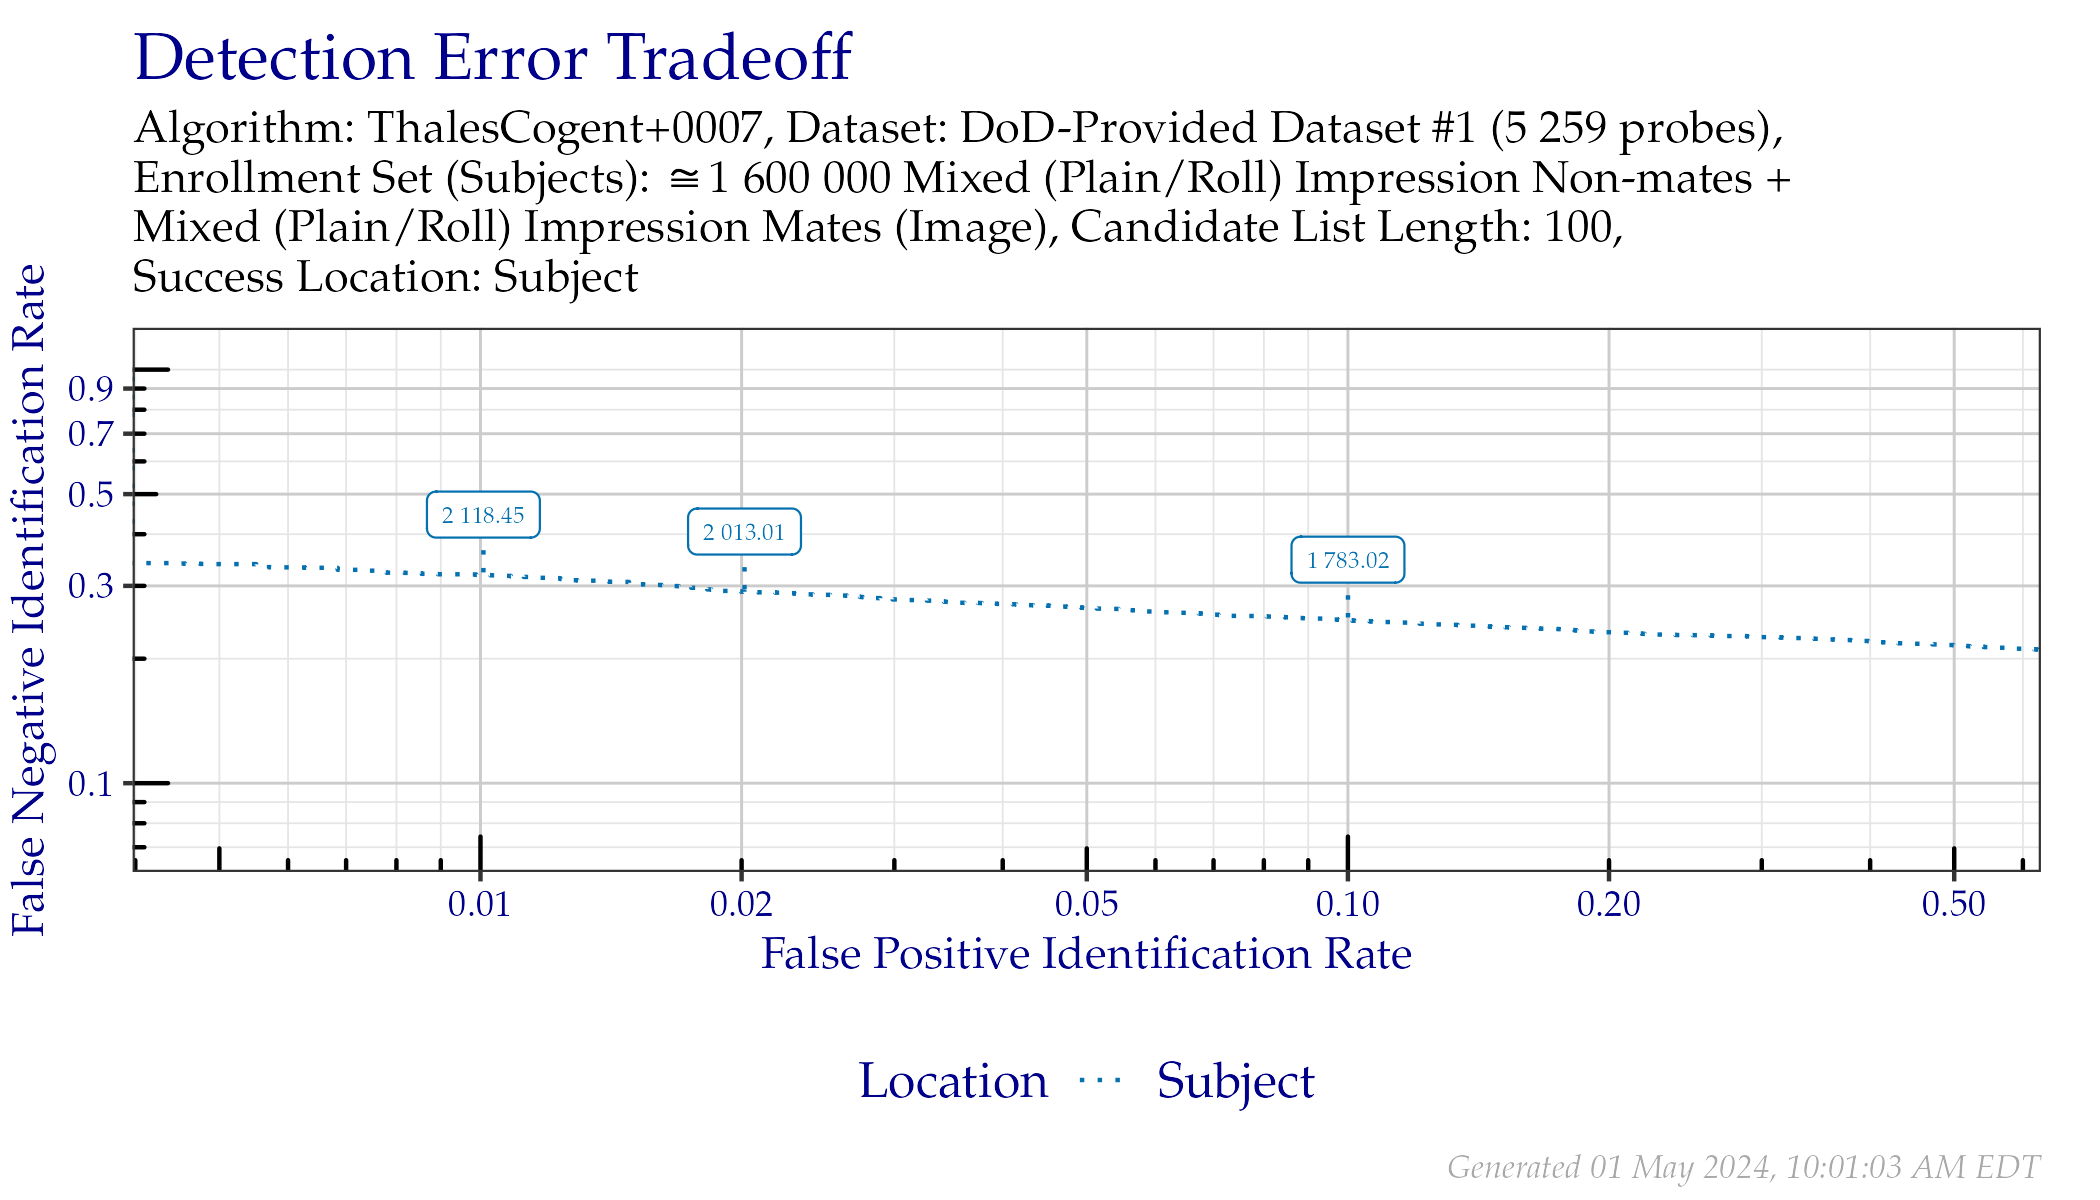 Detection Error Tradeoff
Algorithm: ThalesCogent+0007, Dataset: DoD-Provided Dataset #1 (5 259 probes),
Enrollment Set (Subjects): ≅1 600 000 Mixed (Plain/Roll) Impression Non-mates +
Mixed (Plain/Roll) Impression Mates (Image), Candidate List Length: 100,
Success Location: Subject
False Negative Identification Rate
0.9
0.7
0.5
0.3
0.1
2 118.45
2 013.01
1 783.02
0.01 0.02 0.05 0.10 0.20 0.50
False Positive Identification Rate
Location Subject
Generated 01 May 2024, 10:01:03 AM EDT